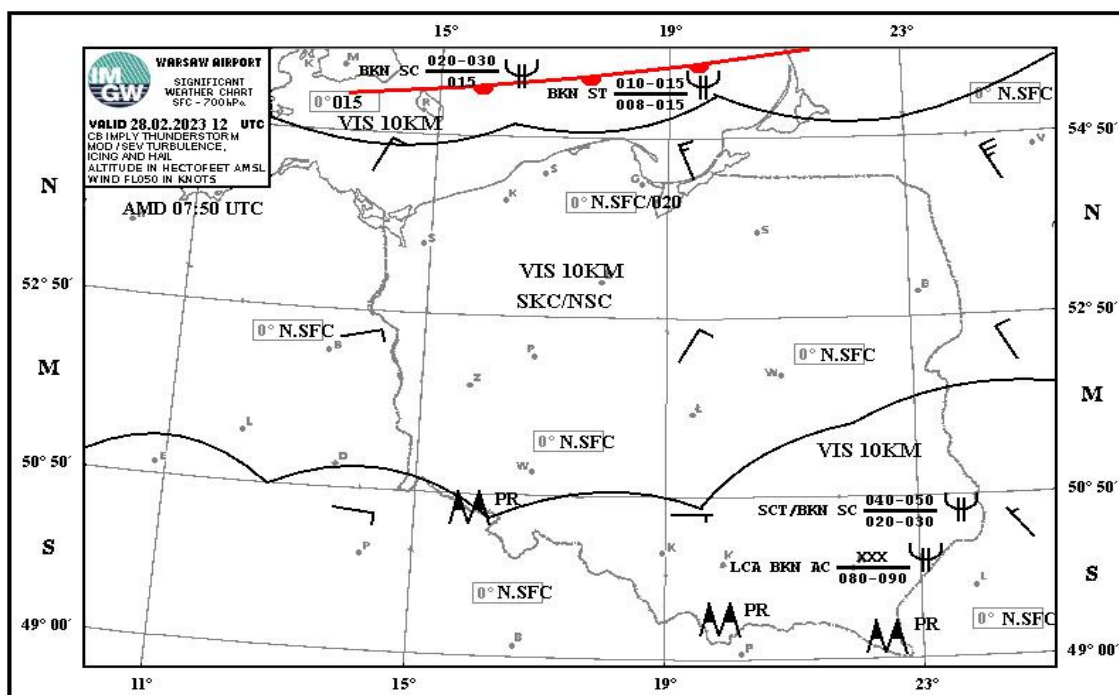 15° 19° 23°
IM
GW
WARSAW AIRPORT
SIGNIFICANT
WEATHER CHART
SFC - 700hPa
VALID 28.02.2023 12 UTC
CB IMPLY THUNDERSTORM
MOD/SEV TURBULENCE,
ICING AND HAIL
ALTITUDE IN HECTOFEET AMSL
WIND FL050 IN KNOTS
AMD 07:50 UTC
K
M
BKN SC 020-030
015
BKN ST 010-015
008-015
0° 015
R
VIS 10KM
0° N.SFC
54° 50´
V
N
N
S
K
G
0° N.SFC/020
S
S
VIS 10KM
SKC/NSC
52° 50´
B
52° 50´
0° N.SFC
B
P
0° N.SFC
M
M
Z
W
Ł
L
0° N.SFC
VIS 10KM
50° 50´
E
D
W
50° 50´
PR
SCT/BKN SC 040-050
020-030
S
S
P
K
K
LCA BKN AC XXX
080-090
L
0° N.SFC
PR
PR
0° N.SFC
49° 00´
B
P
49° 00´
11° 15° 19° 23°